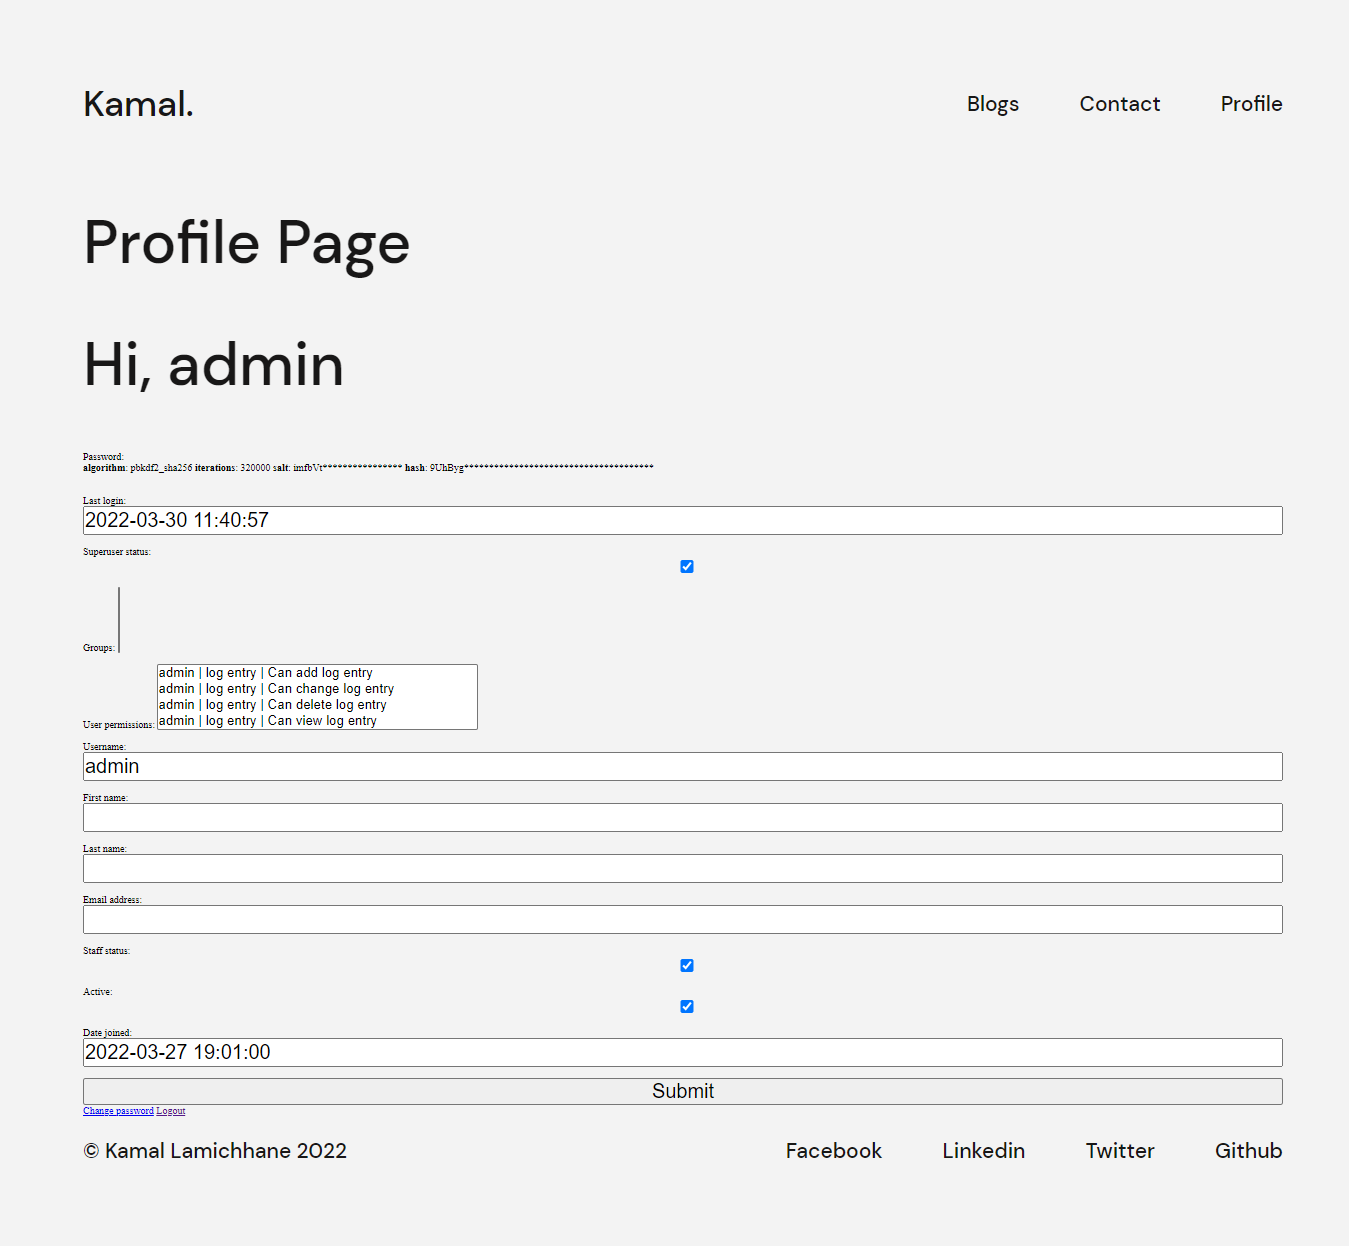 Kamal.
Blogs Contact Profile
Profile Page
Hi, admin
Password:
algorithm: pbkdf2_sha256 iterations: 320000 salt: imfbVt**************** hash: 9UhByg**************************************
Last login:
2022-03-30 11:40:57
Superuser status:
Groups:
admin | log entry | Can add log entry
admin | log entry | Can change log entry
admin | log entry | Can delete log entry
User permissions: admin | log entry | Can view log entry
Username:
admin
First name:
Last name:
Email address:
Staff status:
Active:
Date joined:
2022-03-27 19:01:00
Submit
Change password Logout
© Kamal Lamichhane 2022
Facebook Linkedin Twitter Github